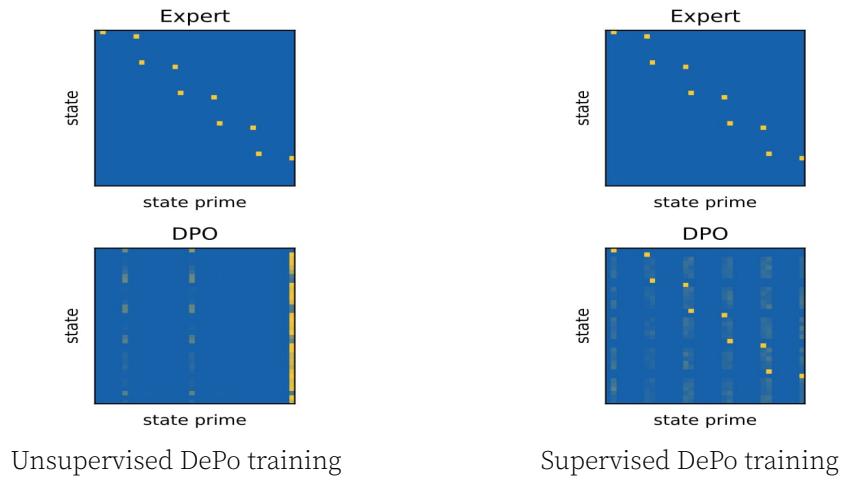 Expert
state
state prime
DPO
state
state prime
Unsupervised DePo training
Expert
state
state prime
DPO
state
state prime
Supervised DePo training